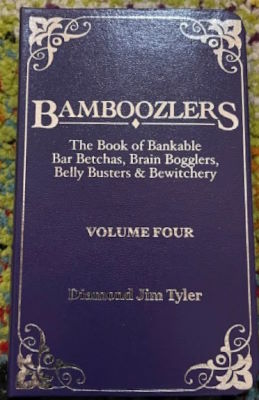 BAMBOOZLERS
The Book of Bankable
Bar Betchas, Brain Bogglers,
Belly Busters & Bewitchery
VOLUME FOUR
Diamond Jim Tyler